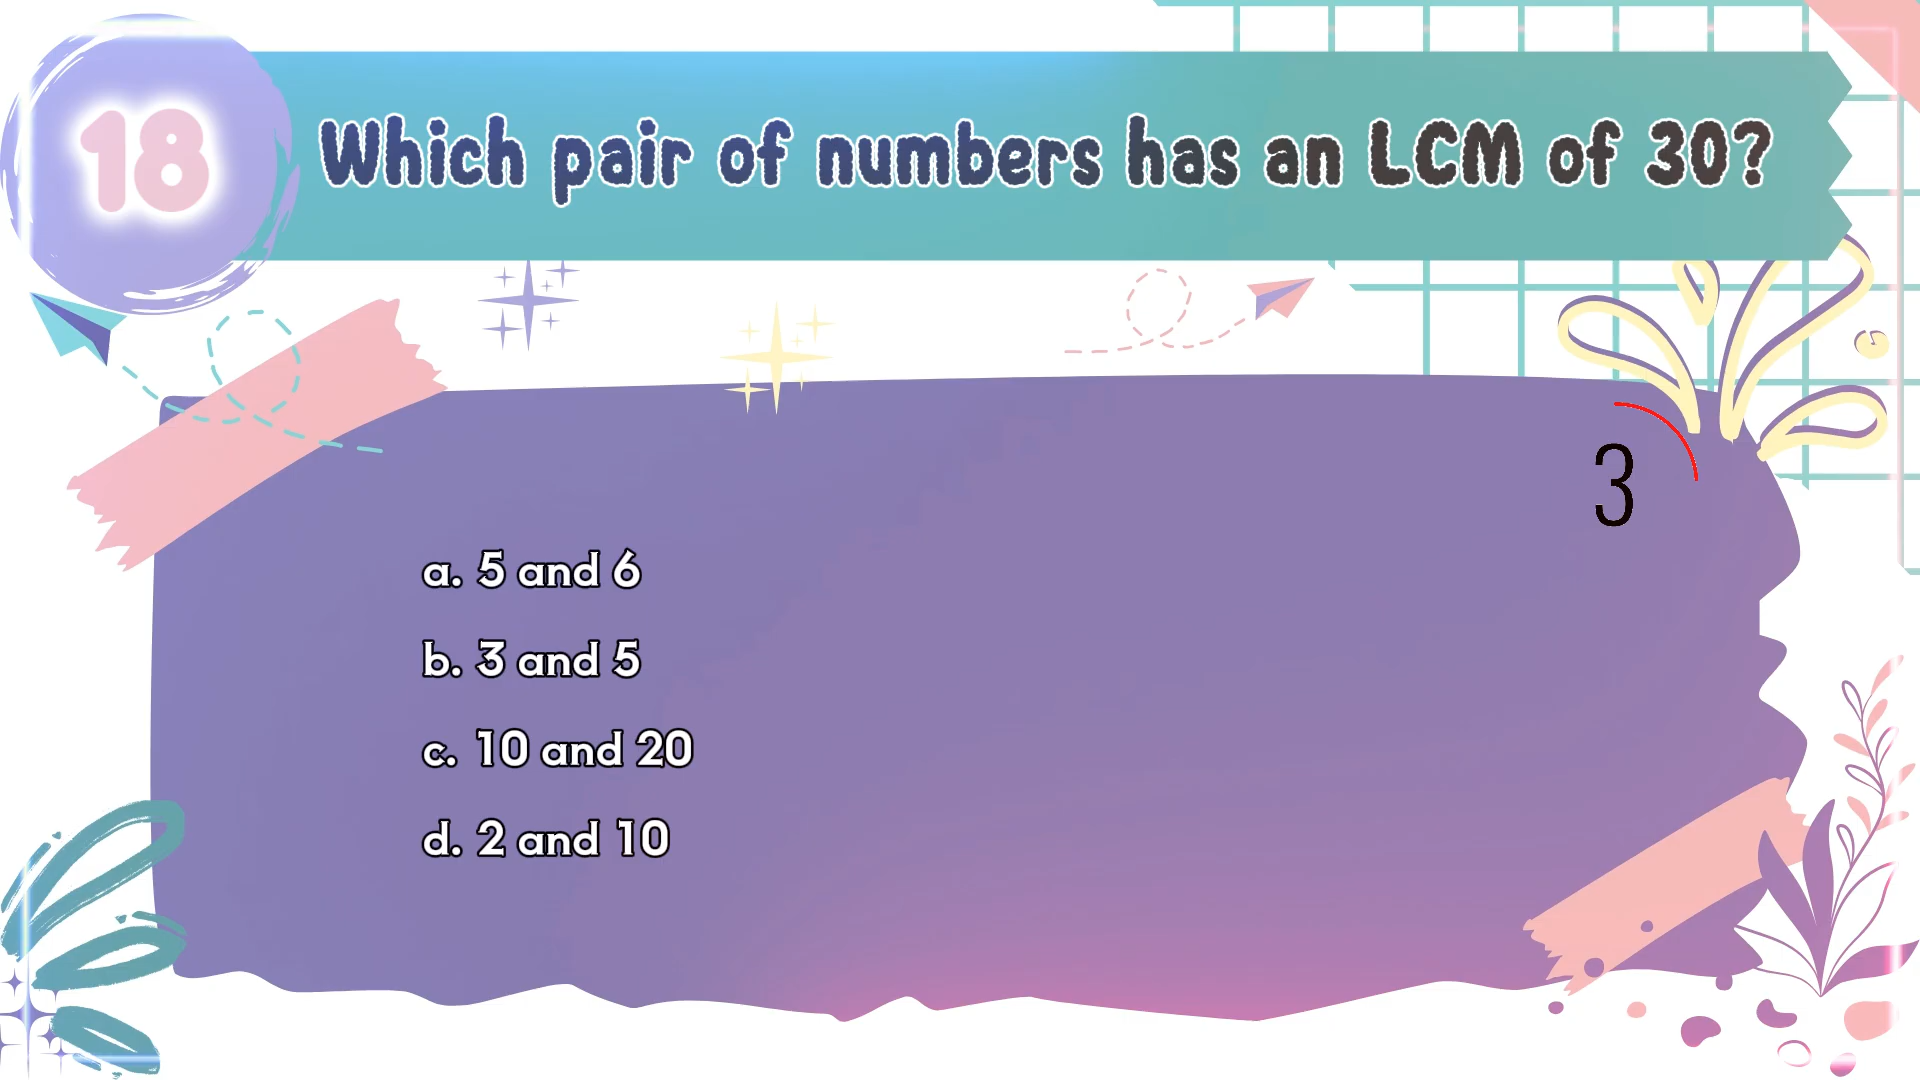 18
Which pair of numbers has an LCM of 30?
3
a. 5 and 6
b. 3 and 5
c. 10 and 20
d. 2 and 10